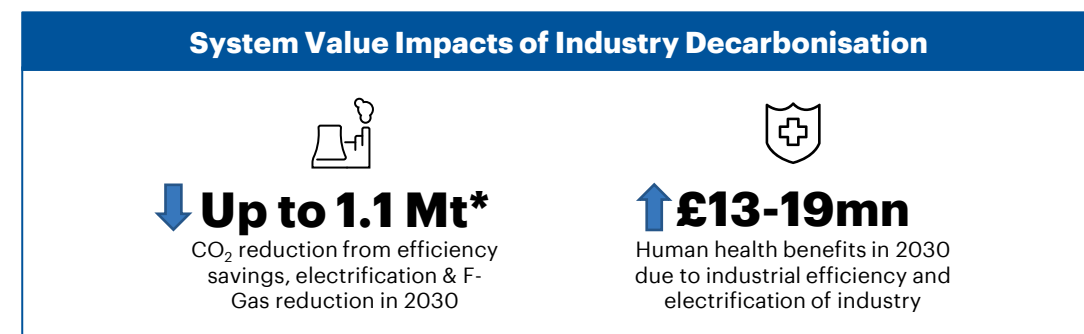 System Value Impacts of Industry Decarbonisation
Up to 1.1 Mt*
CO₂ reduction from efficiency
savings, electrification & F-
Gas reduction in 2030
£13-19mn
Human health benefits in 2030
due to industrial efficiency and
electrification of industry